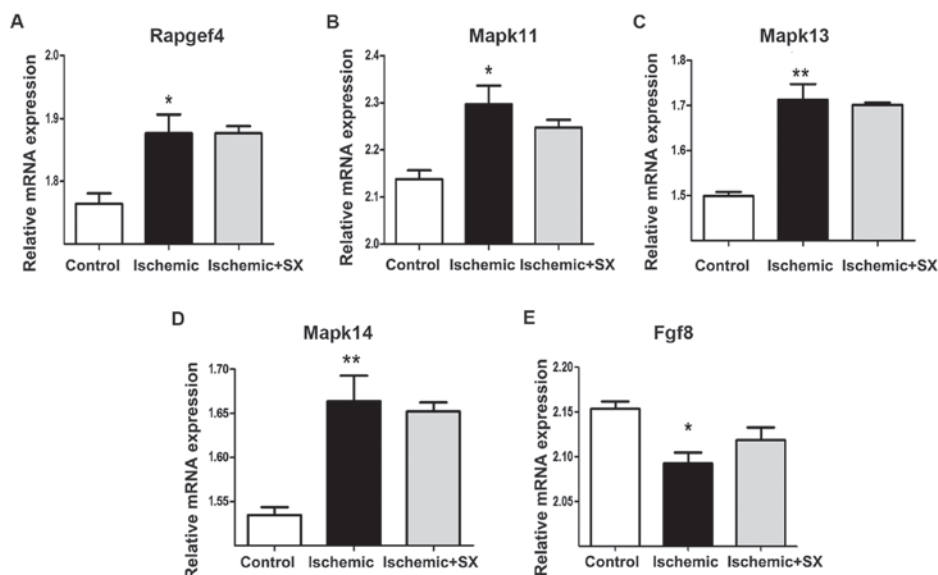 A
Rapgef4
Relative mRNA expression
2.0
1.9
1.8
*
Control Ischemic Ischemic+SX
B
Mapk11
Relative mRNA expression
2.4
2.3
2.2
2.1
2.0
*
Control Ischemic Ischemic+SX
C
Mapk13
Relative mRNA expression
1.8
1.7
1.6
1.5
**
Control Ischemic Ischemic+SX
D
Mapk14
Relative mRNA expression
1.70
1.65
1.60
1.55
**
Control Ischemic Ischemic+SX
E
Fgf8
Relative mRNA expression
2.20
2.15
2.10
2.05
*
Control Ischemic Ischemic+SX